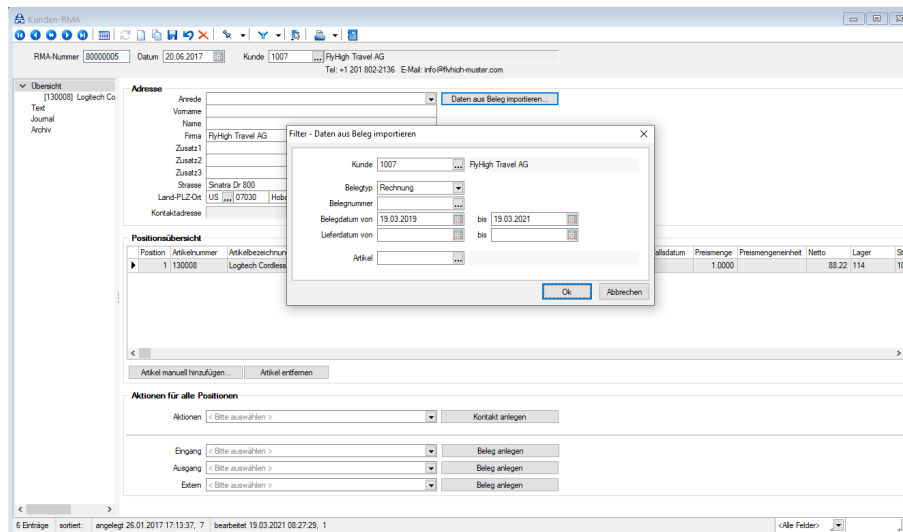 Kunden-RMA
RMA-Nummer 80000005 Datum 20.06.2017 Kunde 1007 ... FlyHigh Travel AG
Tel: +1 201 802-2136 E-Mail: info@flyhigh-muster.com
Übersicht
[130008] Logitech Co
Text
Journal
Archiv
Adresse
Anrede
Daten aus Beleg importieren...
Vorname
Name
Firma FlyHigh Travel AG
Zusatz1
Zusatz2
Zusatz3
Strasse Sinatra Dr 800
Land-PLZ-Ort US ... 07030 Hobo
Kontaktadresse
Filter - Daten aus Beleg importieren
Kunde 1007 ... FlyHigh Travel AG
Belegtyp Rechnung
Belegnummer ...
Belegdatum von 19.03.2019 bis 19.03.2021
Lieferdatum von bis
Artikel ...
Ok Abbrechen
Positionsübersicht
Position Artikelnummer Artikelbezeichnun allsdatum Preismenge Preismengeneinheit Netto Lager St
1 130008 Logitech Cordless 1.0000 88.22 114 10
Artikel manuell hinzufügen... Artikel entfernen
Aktionen für alle Positionen
Aktionen < Bitte auswählen > Kontakt anlegen
Eingang < Bitte auswählen > Beleg anlegen
Ausgang < Bitte auswählen > Beleg anlegen
Extern < Bitte auswählen > Beleg anlegen
6 Einträge sortiert: angelegt 26.01.2017 17:13:37, 7 bearbeitet 19.03.2021 08:27:29, 1 <Alle Felder>